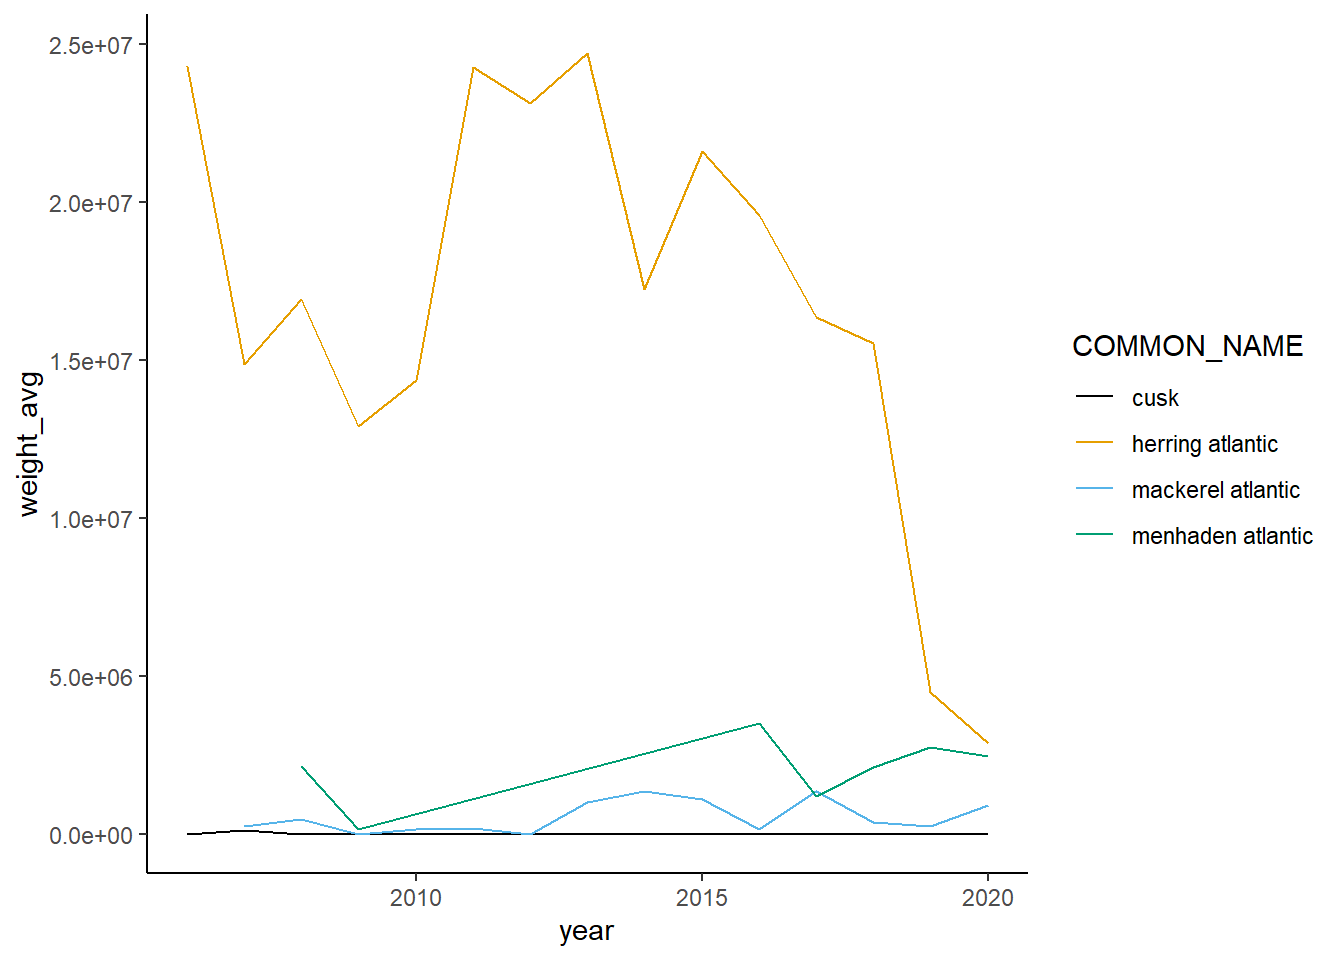 2.5e+07
2.0e+07
1.5e+07
1.0e+07
5.0e+06
0.0e+00
weight_avg
2010
2015
2020
year
COMMON_NAME
cusk
herring atlantic
mackerel atlantic
menhaden atlantic